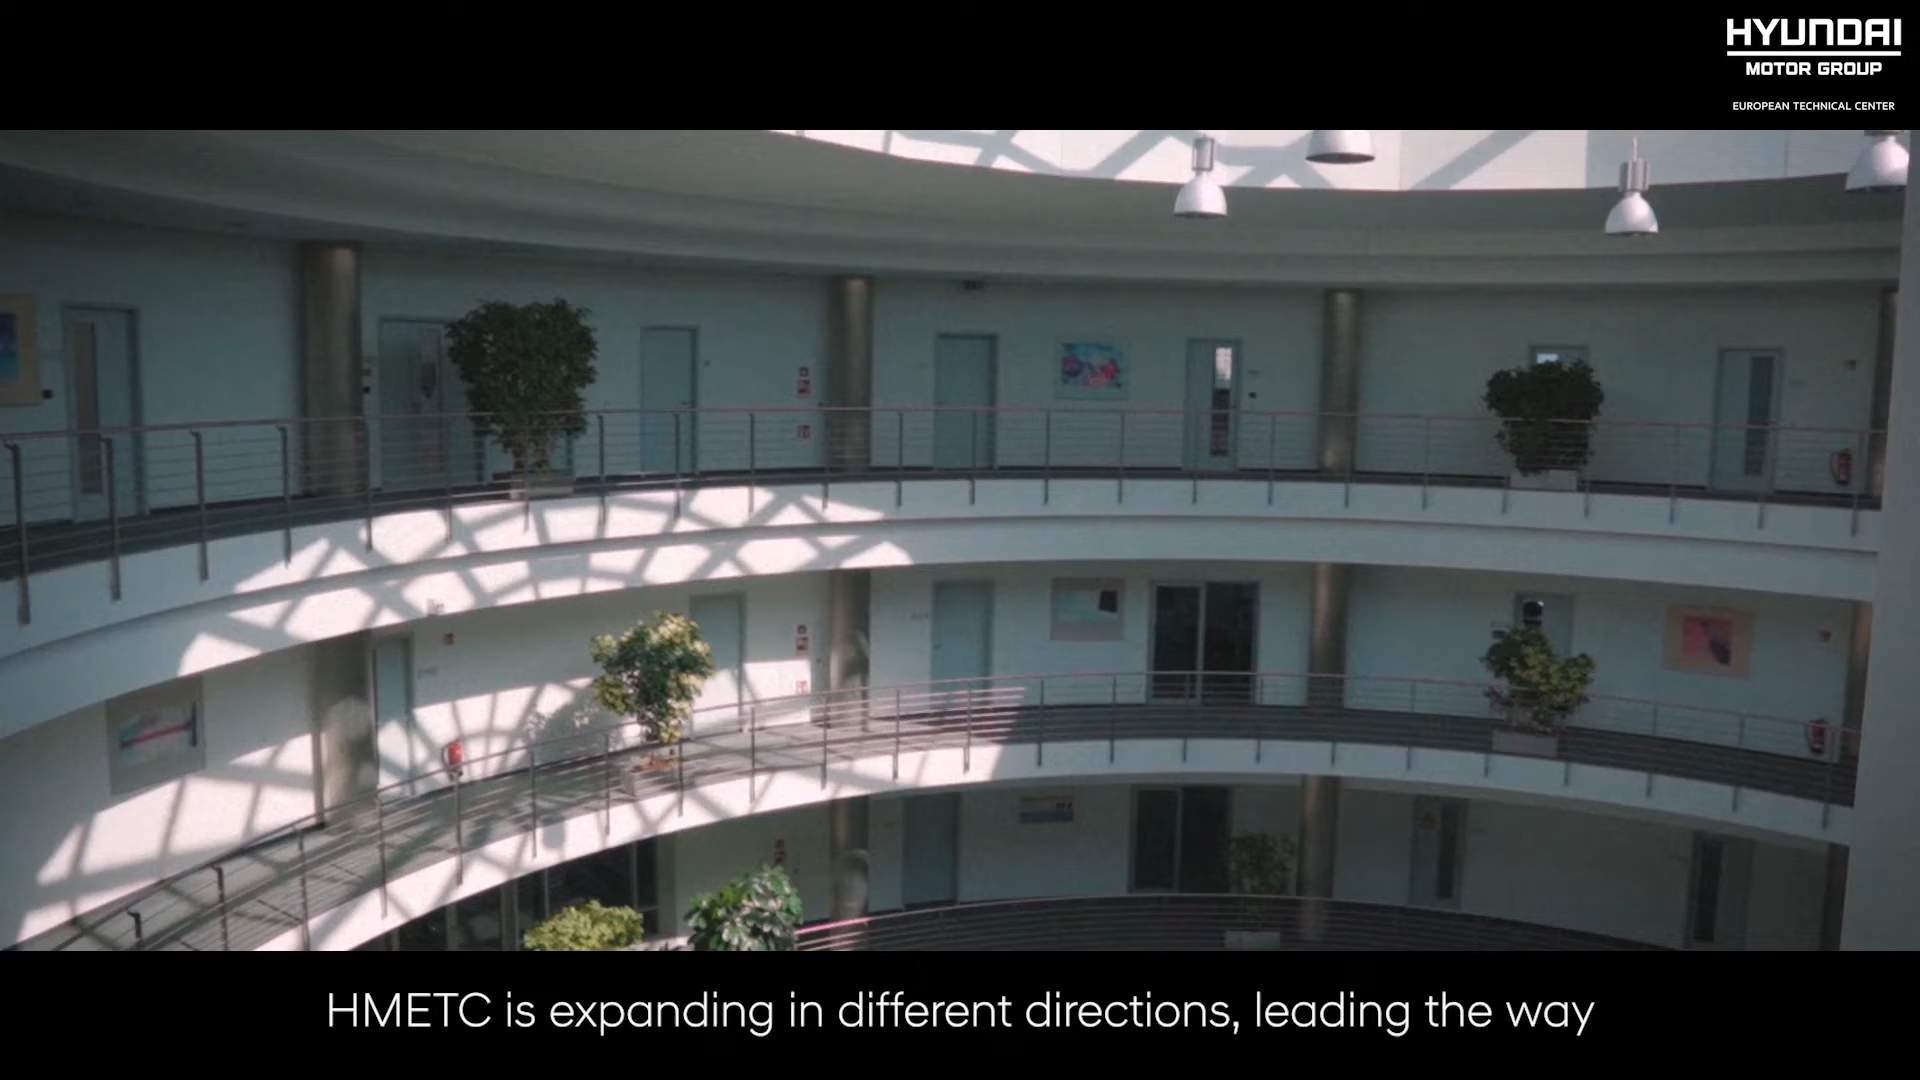 HYUNDAI
MOTOR GROUP
EUROPEAN TECHNICAL CENTER
HMETC is expanding in different directions, leading the way